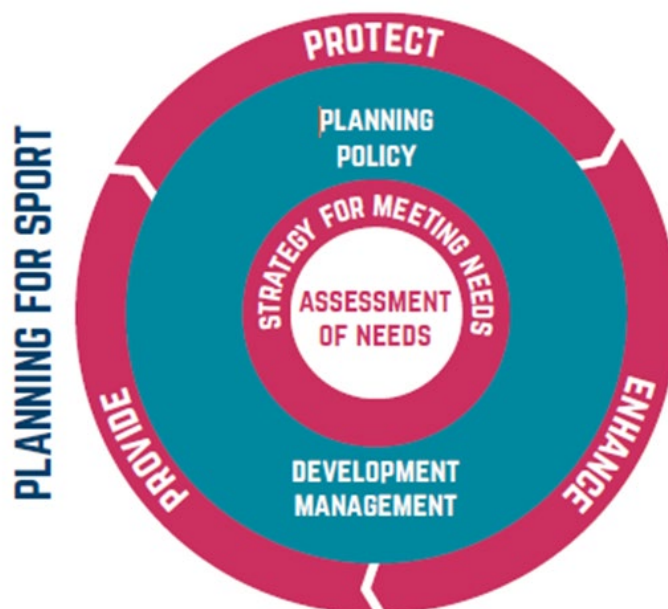 PLANNING FOR SPORT
PROTECT
PLANNING
POLICY
STRATEGY FOR MEETING NEEDS
ASSESSMENT
OF NEEDS
DEVELOPMENT
MANAGEMENT
PROVIDE
ENHANCE